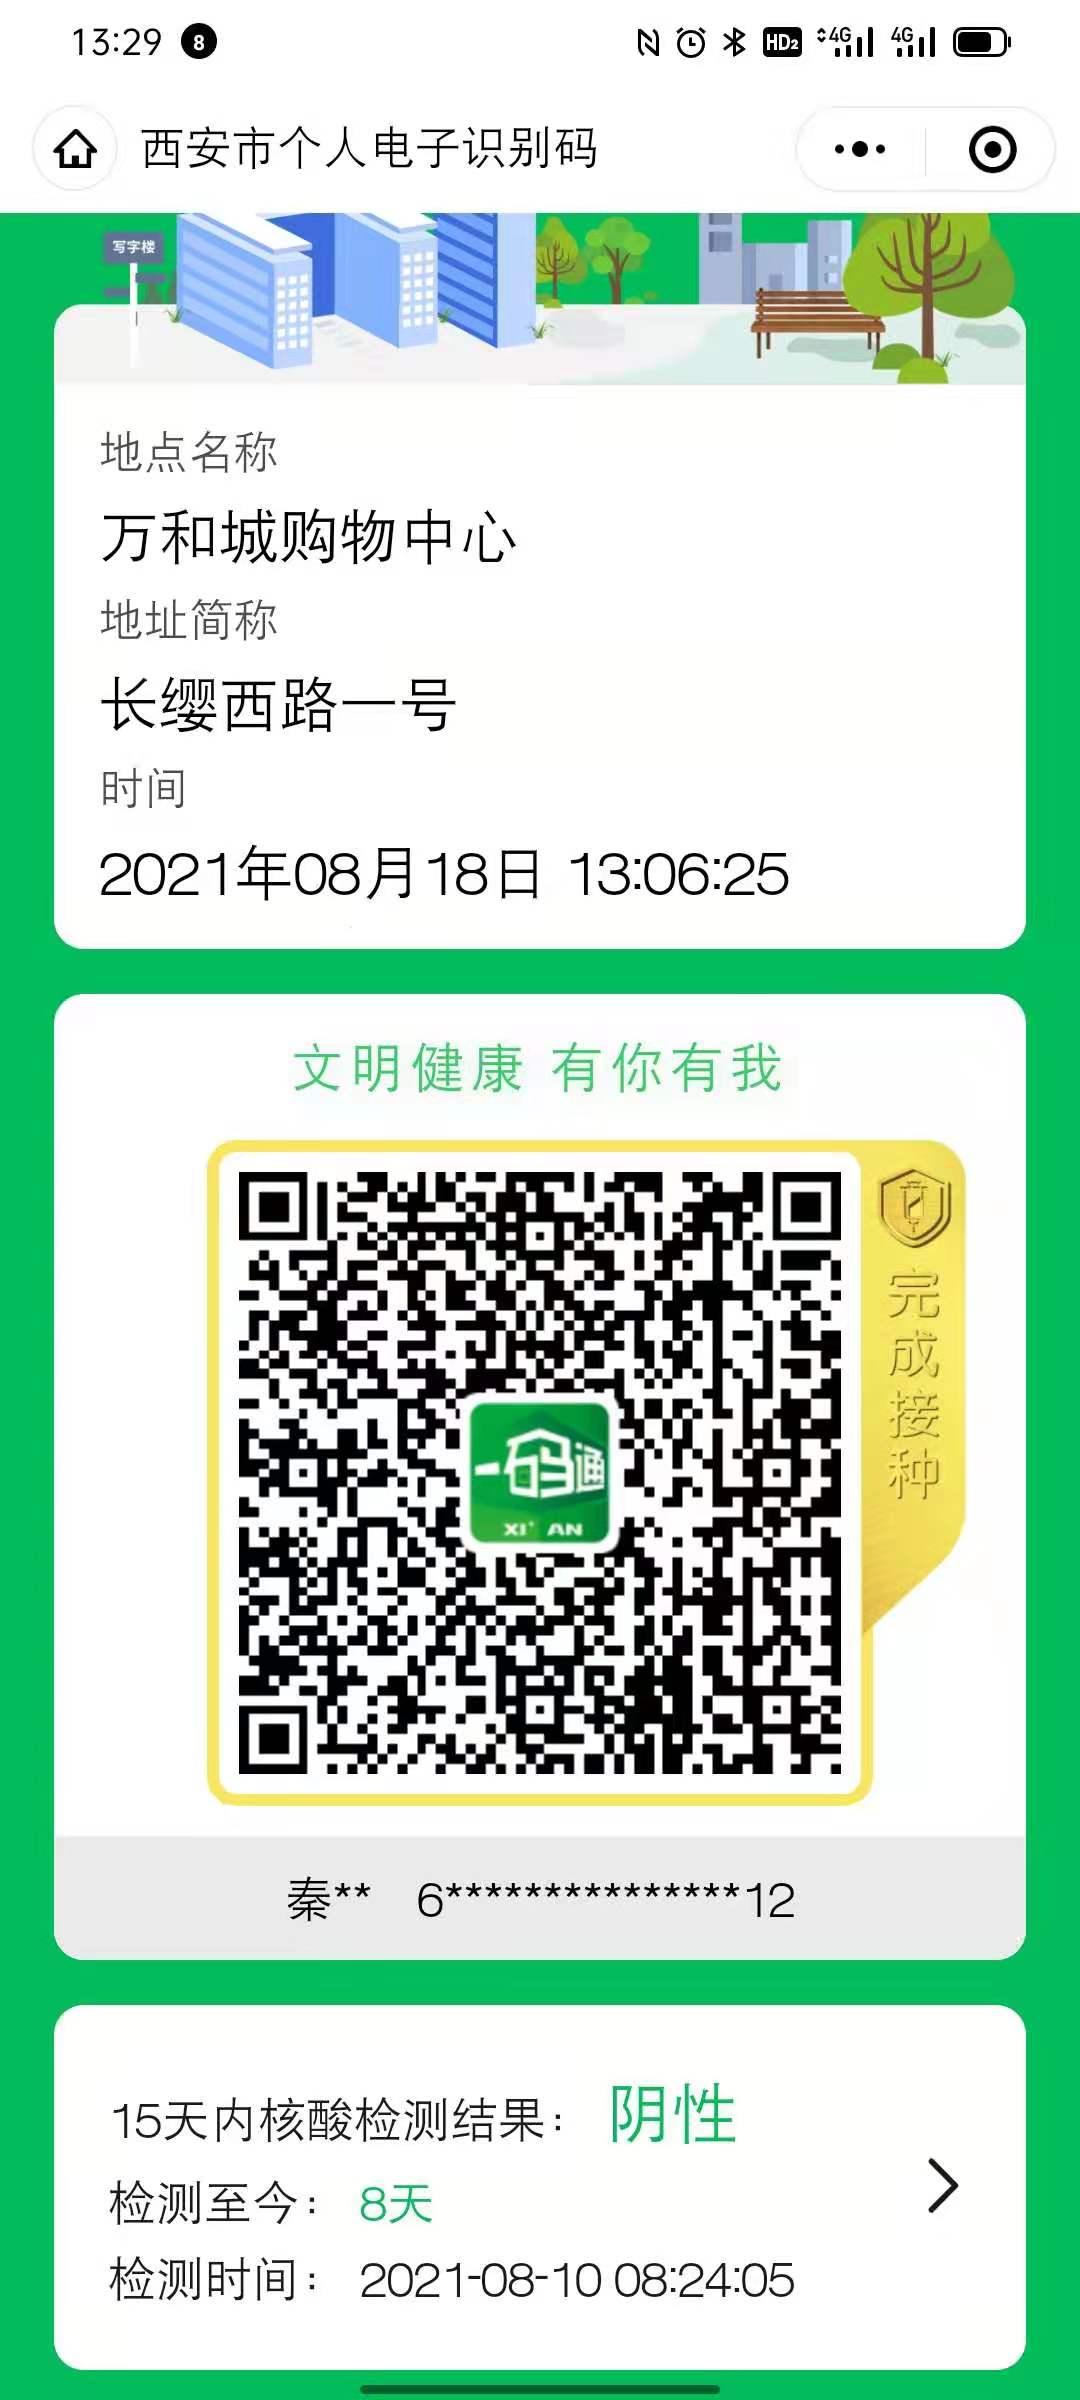 13:29 8 HD2 4G 4G
西安市个人电子识别码
写字楼
地点名称
万和城购物中心
地址简称
长缨西路一号
时间
2021年08月18日 13:06:25
文明健康 有你有我
完成接种
一码通
XI' AN
秦** 6***************12
15天内核酸检测结果: 阴性
检测至今: 8天
检测时间: 2021-08-10 08:24:05